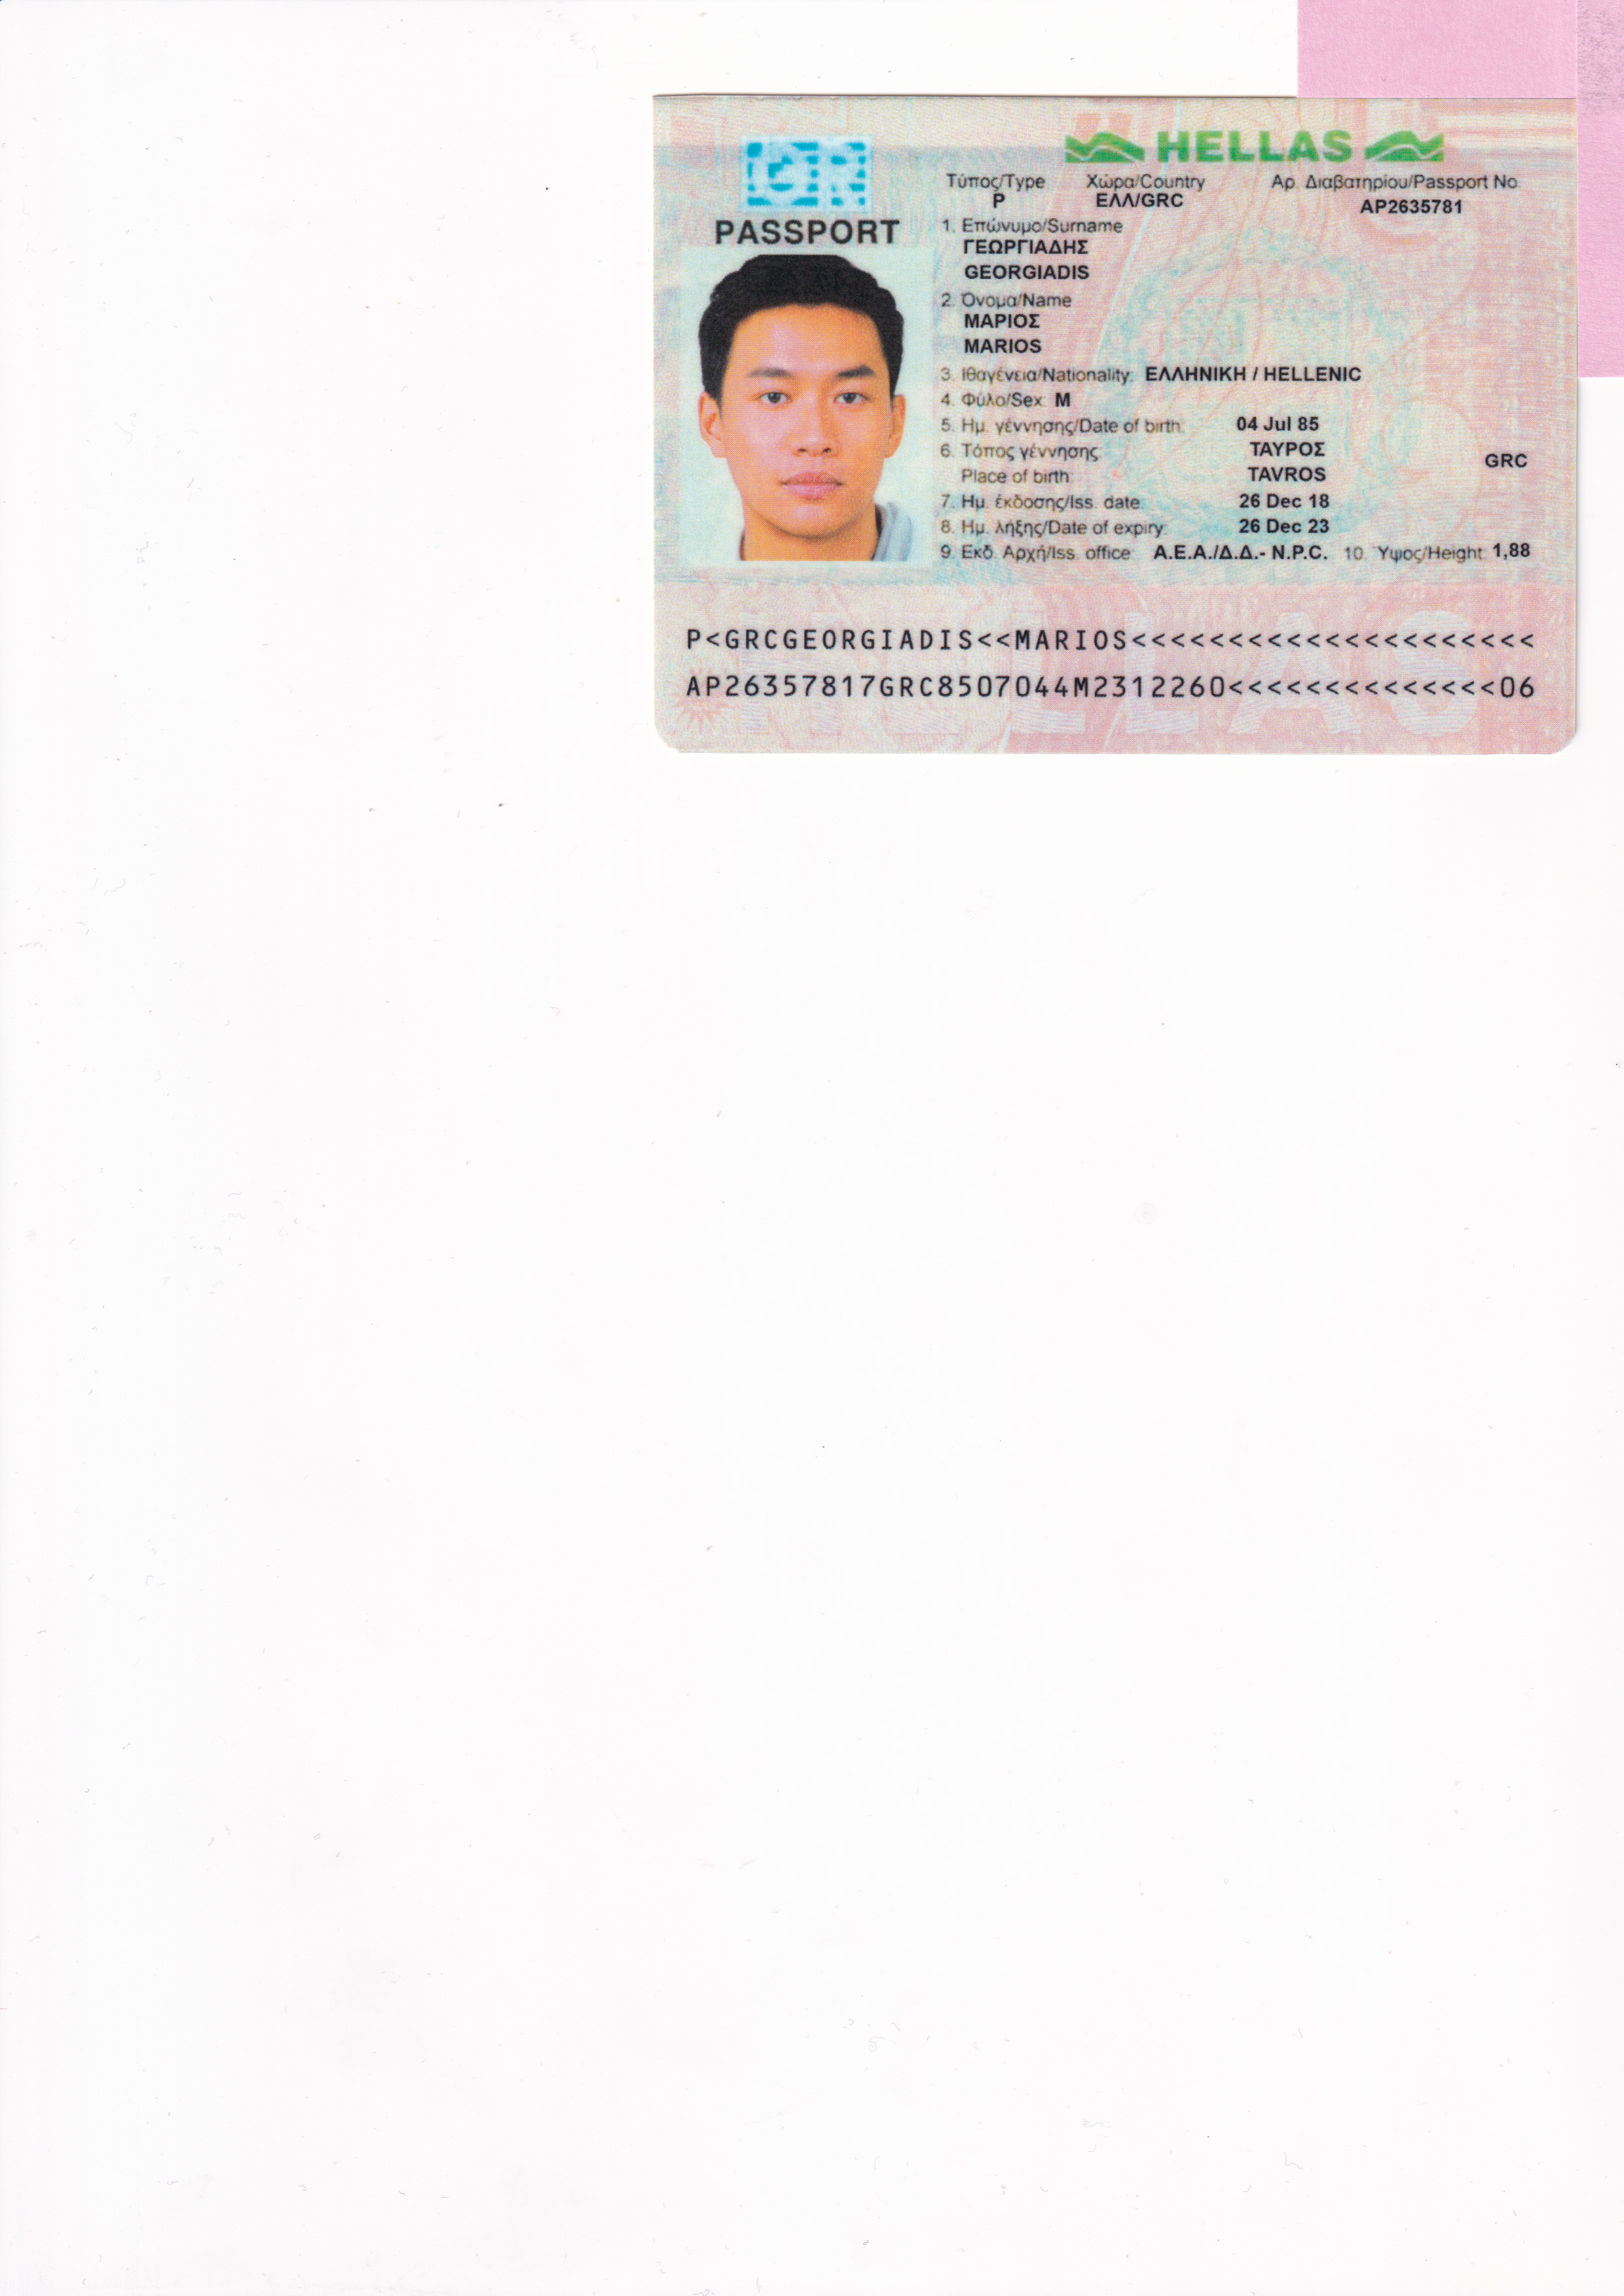 GR
HELLAS
PASSPORT
Τύπος/Type Χώρα/Country Αρ. Διαβατηρίου/Passport No
P ΕΛΛ/GRC AP2635781
1. Επώνυμο/Surname
ΓΕΩΡΓΙΑΔΗΣ
GEORGIADIS
2. Όνομα/Name
ΜΑΡΙΟΣ
MARIOS
3. Ιθαγένεια/Nationality: ΕΛΛΗΝΙΚΗ / HELLENIC
4. Φύλο/Sex: M
5. Ημ. γέννησης/Date of birth: 04 Jul 85
6. Τόπος γέννησης: ΤΑΥΡΟΣ
Place of birth: TAVROS
GRC
7. Ημ. έκδοσης/Iss. date: 26 Dec 18
8. Ημ. λήξης/Date of expiry: 26 Dec 23
9. Εκδ. Αρχή/Iss. office: Α.Ε.Α./Δ.Δ.- N.P.C. 10. Ύψος/Height: 1,88
HELLAS
P<GRCGEORGIADIS<<MARIOS<<<<<<<<<<<<<<<<<<<<<
AP26357817GRC8507044M2312260<<<<<<<<<<<<<<06